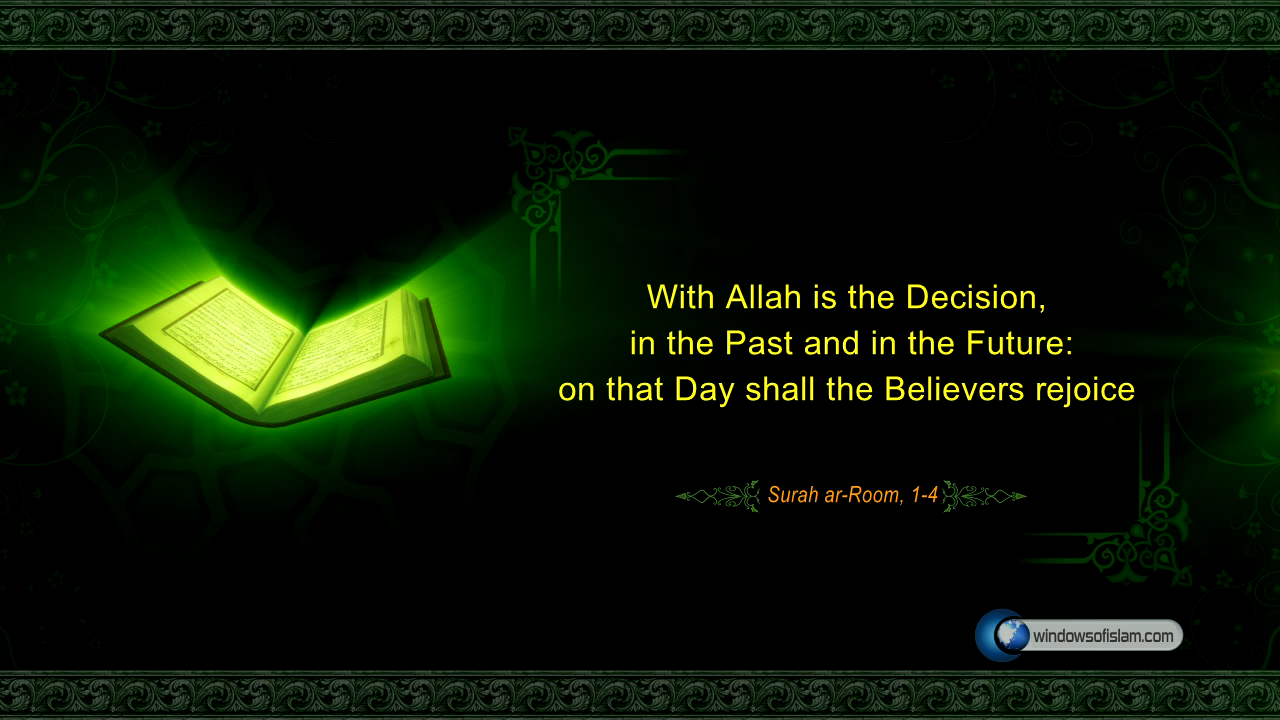 With Allah is the Decision,
in the Past and in the Future:
on that Day shall the Believers rejoice
Surah ar-Room, 1-4
windowsofislam.com